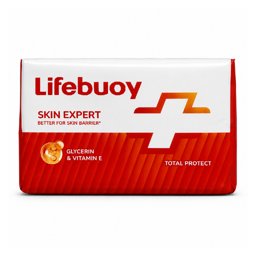 Lifebuoy
SKIN EXPERT
BETTER FOR SKIN BARRIER*
GLYCERIN
& VITAMIN E
TOTAL PROTECT